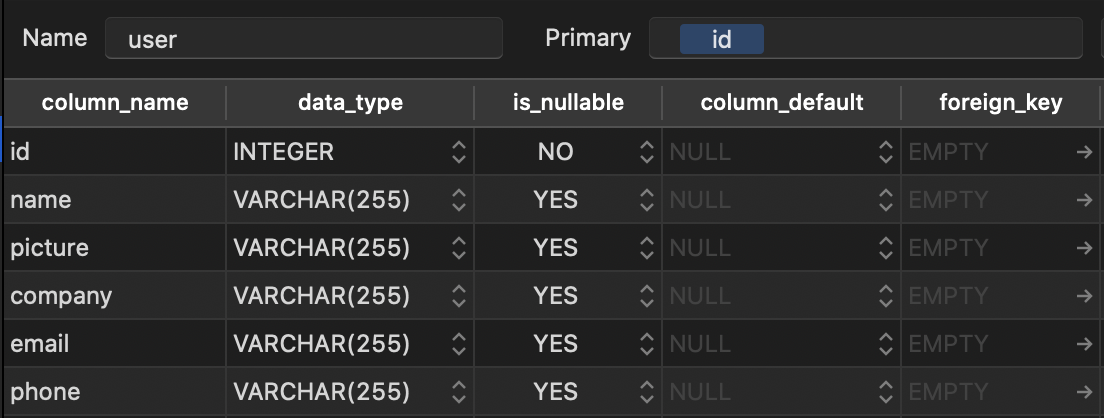 Name user Primary id
column_name data_type is_nullable column_default foreign_key
id INTEGER NO NULL EMPTY
name VARCHAR(255) YES NULL EMPTY
picture VARCHAR(255) YES NULL EMPTY
company VARCHAR(255) YES NULL EMPTY
email VARCHAR(255) YES NULL EMPTY
phone VARCHAR(255) YES NULL EMPTY